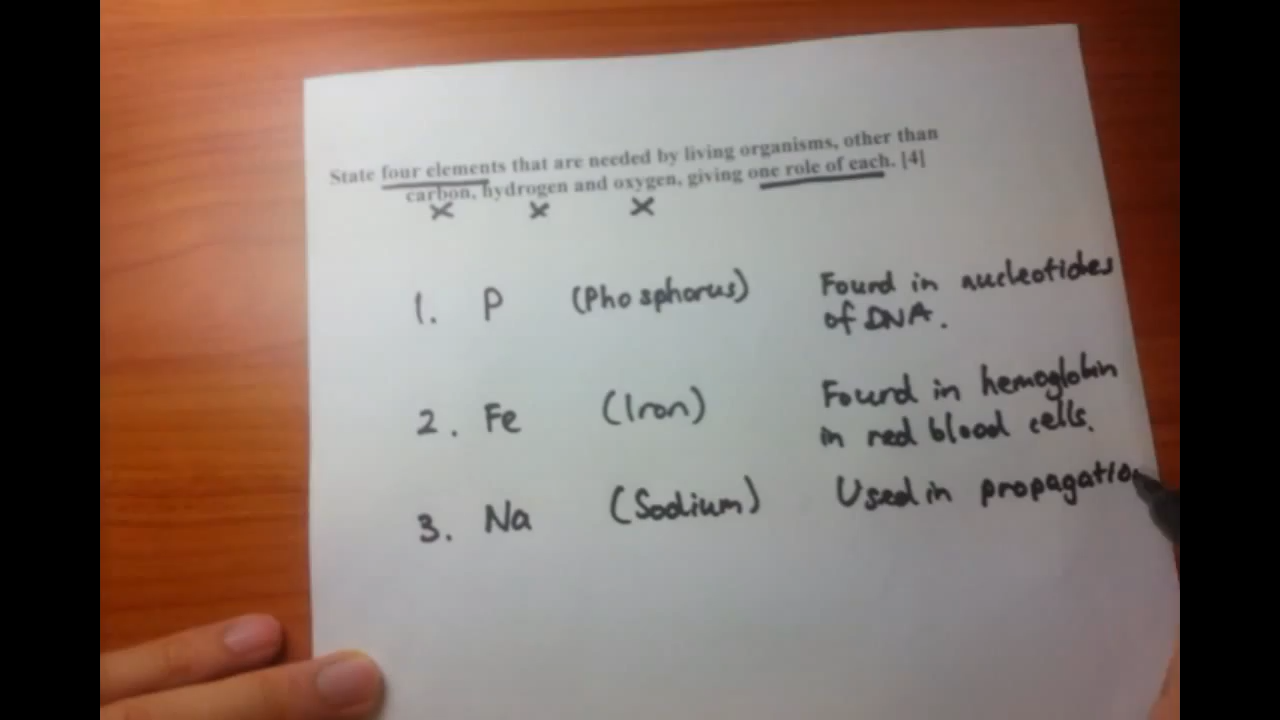 State four elements that are needed by living organisms, other than
carbon, hydrogen and oxygen, giving one role of each. [4]
1. P (Phosphorus) Found in nucleotides
of DNA.
2. Fe (Iron) Found in hemoglobin
in red blood cells.
3. Na (Sodium) Used in propagatio